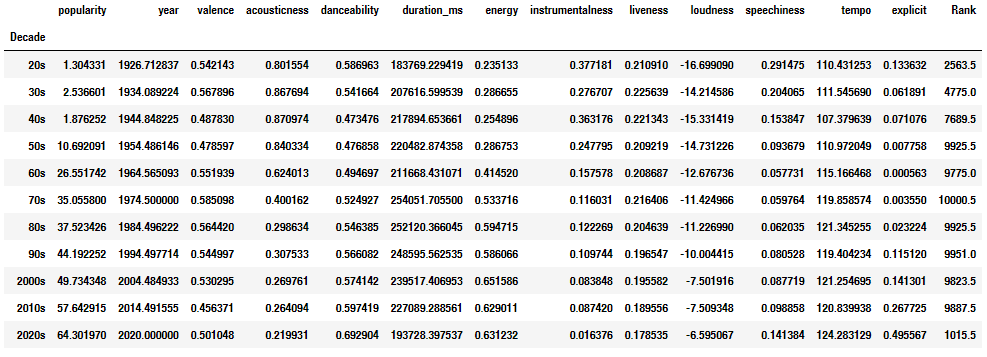 popularity year valence acousticness danceability duration_ms energy instrumentalness liveness loudness speechiness tempo explicit Rank
Decade
20s 1.304331 1926.712837 0.542143 0.801554 0.586963 183769.229419 0.235133 0.377181 0.210910 -16.699090 0.291475 110.431253 0.133632 2563.5
30s 2.536601 1934.089224 0.567896 0.867694 0.541664 207616.599539 0.286655 0.276707 0.225639 -14.214586 0.204065 111.545690 0.061891 4775.0
40s 1.876252 1944.848225 0.487830 0.870974 0.473476 217894.653661 0.254896 0.363176 0.221343 -15.331419 0.153847 107.379639 0.071076 7689.5
50s 10.692091 1954.486146 0.478597 0.840334 0.476858 220482.874358 0.286753 0.247795 0.209219 -14.731226 0.093679 110.972049 0.007758 9925.5
60s 26.551742 1964.565093 0.551939 0.624013 0.494697 211668.431071 0.414520 0.157578 0.208687 -12.676736 0.057731 115.166468 0.000563 9775.0
70s 35.055800 1974.500000 0.585098 0.400162 0.524927 254051.705500 0.533716 0.116031 0.216406 -11.424966 0.059764 119.858574 0.003550 10000.5
80s 37.523426 1984.496222 0.564420 0.298634 0.546385 252120.366045 0.594715 0.122269 0.204639 -11.226990 0.062035 121.345255 0.023224 9925.5
90s 44.192252 1994.497714 0.544997 0.307533 0.566082 248595.562535 0.586066 0.109744 0.196547 -10.004415 0.080528 119.404234 0.115120 9951.0
2000s 49.734348 2004.484933 0.530295 0.269761 0.574142 239517.406953 0.651586 0.083848 0.195582 -7.501916 0.087719 121.254695 0.141301 9823.5
2010s 57.642915 2014.491555 0.456371 0.264094 0.597419 227089.288561 0.629011 0.087420 0.189556 -7.509348 0.098858 120.839938 0.267725 9887.5
2020s 64.301970 2020.000000 0.501048 0.219931 0.692904 193728.397537 0.631232 0.016376 0.178535 -6.595067 0.141384 124.283129 0.495567 1015.5